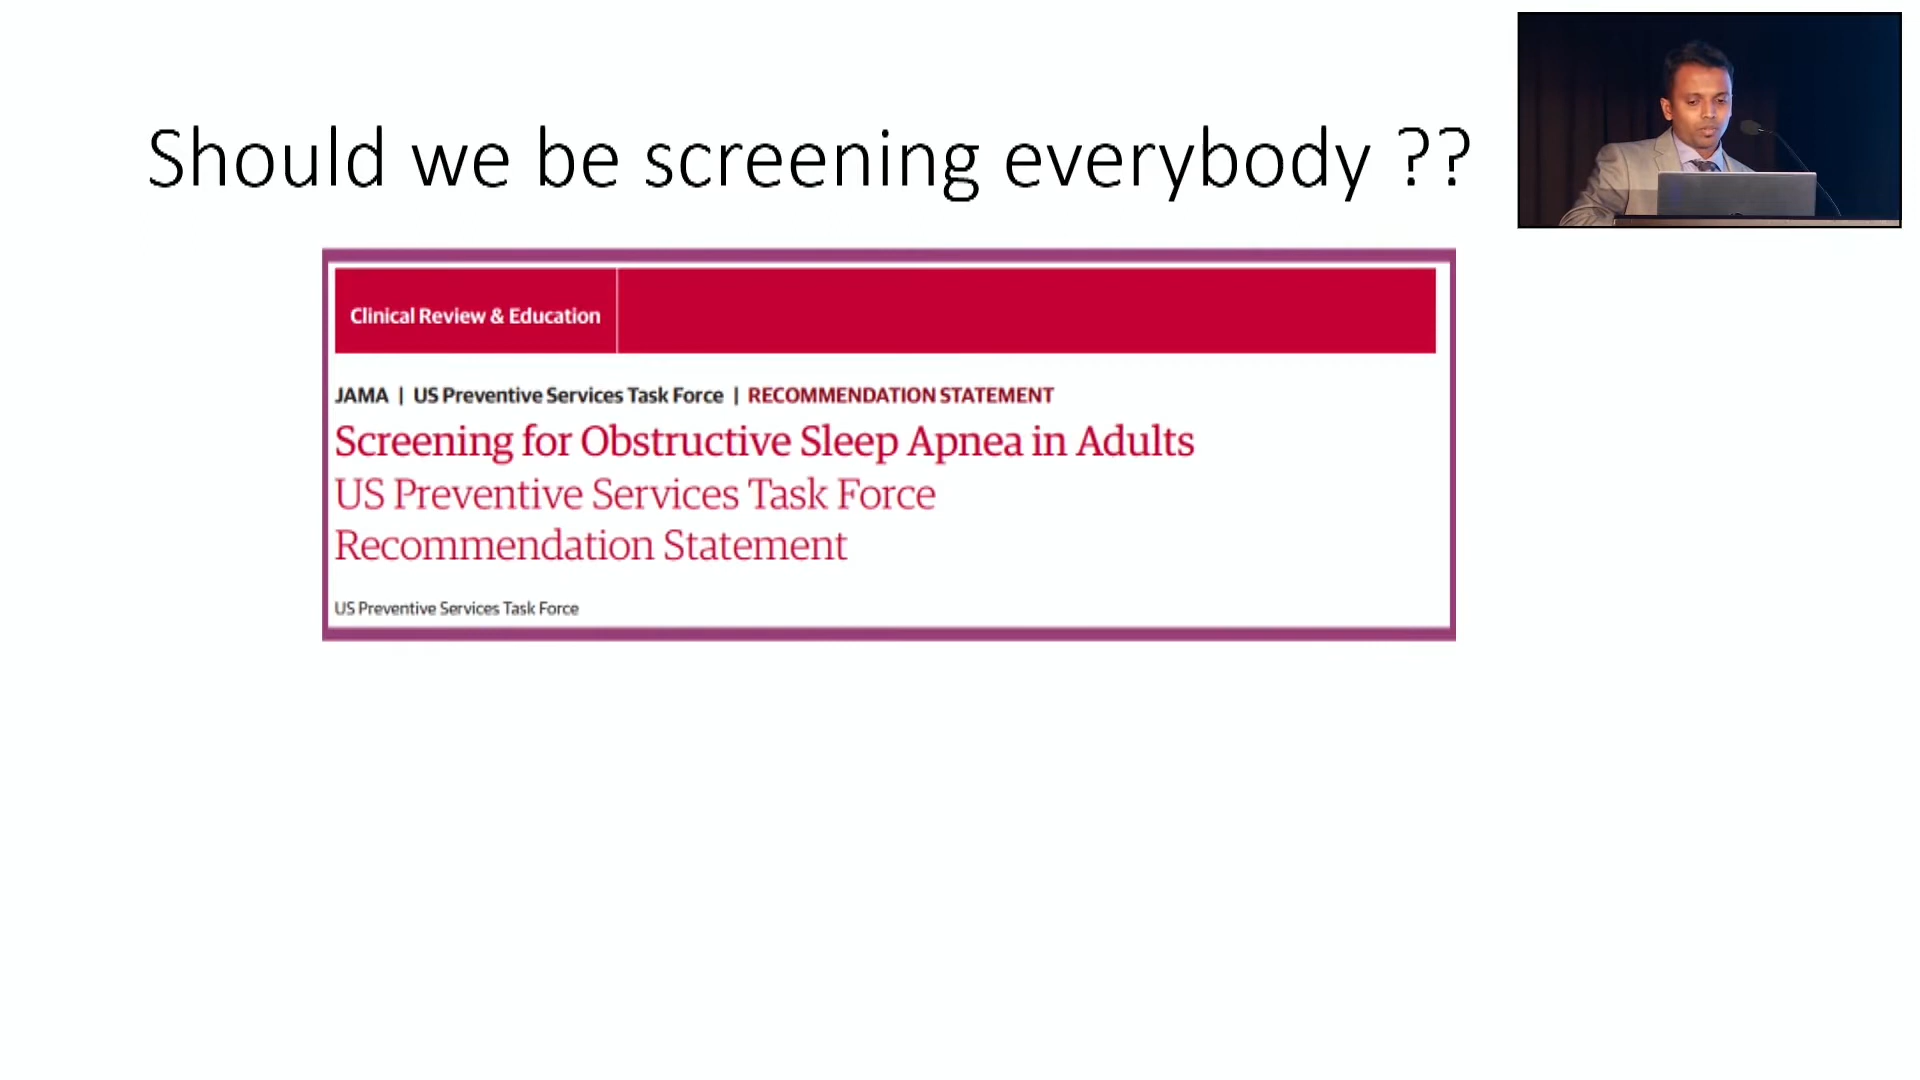 Should we be screening everybody ??
Clinical Review & Education
JAMA | US Preventive Services Task Force | RECOMMENDATION STATEMENT
Screening for Obstructive Sleep Apnea in Adults
US Preventive Services Task Force
Recommendation Statement
US Preventive Services Task Force